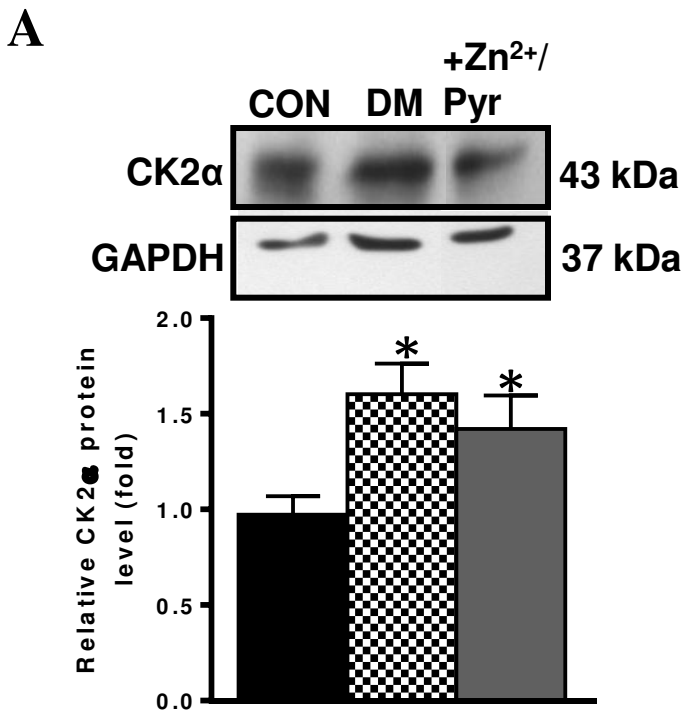 A
+Zn²⁺/
CON DM Pyr
CK2α 43 kDa
GAPDH 37 kDa
2.0
* *
1.5
1.0
0.5
0.0
Relative CK2α protein
level (fold)